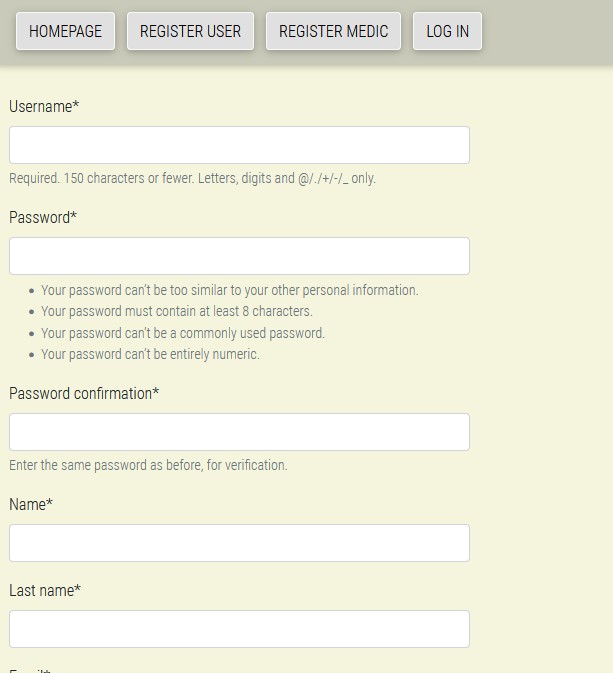 HOMEPAGE REGISTER USER REGISTER MEDIC LOG IN
Username*
Required. 150 characters or fewer. Letters, digits and @/./+/-/_ only.
Password*
Your password can’t be too similar to your other personal information.
Your password must contain at least 8 characters.
Your password can’t be a commonly used password.
Your password can’t be entirely numeric.
Password confirmation*
Enter the same password as before, for verification.
Name*
Last name*